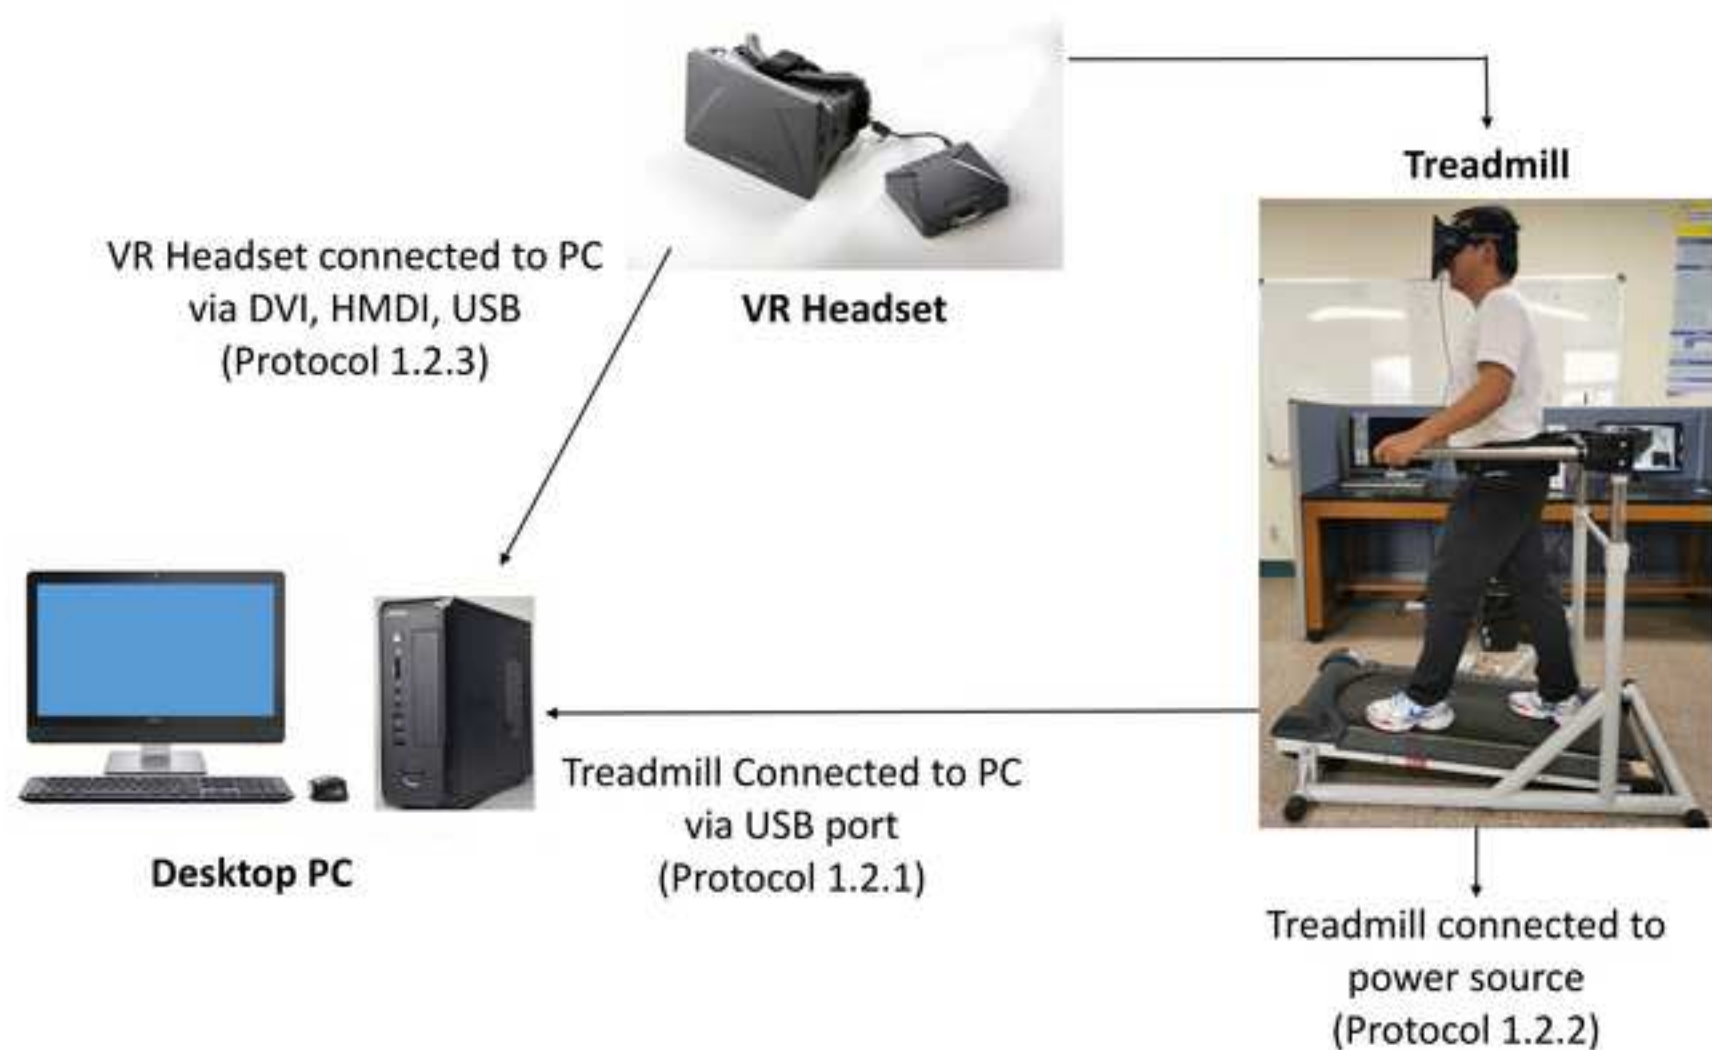 Treadmill
VR Headset connected to PC
via DVI, HMDI, USB
(Protocol 1.2.3)
VR Headset
Treadmill Connected to PC
via USB port
(Protocol 1.2.1)
Desktop PC
Treadmill connected to
power source
(Protocol 1.2.2)